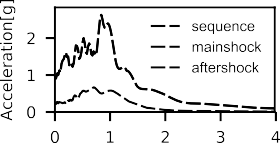 Acceleration[g]
2
1
0
sequence
mainshock
aftershock
0 1 2 3 4